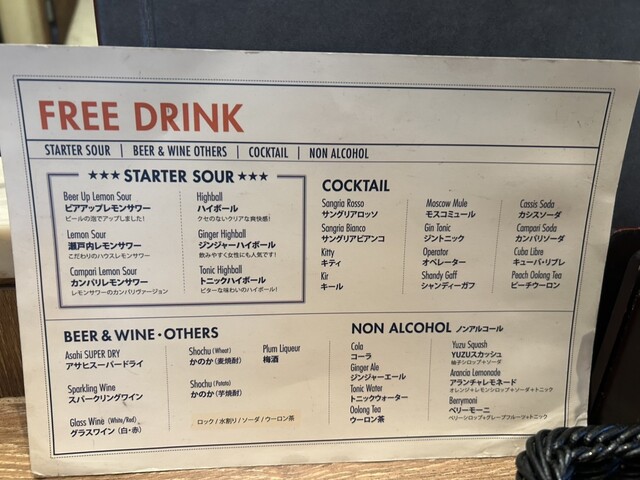 FREE DRINK
STARTER SOUR | BEER & WINE OTHERS | COCKTAIL | NON ALCOHOL
★★★ STARTER SOUR ★★★
Beer Up Lemon Sour
ビアアップレモンサワー
ビールの泡でアップしました!
Lemon Sour
瀬戸内レモンサワー
こだわりのハウスレモンサワー
Campari Lemon Sour
カンパリレモンサワー
レモンサワーのカンパリヴァージョン
Highball
ハイボール
クセのないクリアな爽快感!
Ginger Highball
ジンジャーハイボール
飲みやすく女性にも人気です!
Tonic Highball
トニックハイボール
ビターな味わいのハイボール!
COCKTAIL
Sangria Rosso
サングリアロッソ
Sangria Bianco
サングリアビアンコ
Kitty
キティ
Kir
キール
Moscow Mule
モスコミュール
Gin Tonic
ジントニック
Operator
オペレーター
Shandy Gaff
シャンディーガフ
Cassis Soda
カシスソーダ
Campari Soda
カンパリソーダ
Cuba Libre
キューバ・リブレ
Peach Oolong Tea
ピーチウーロン
BEER & WINE・OTHERS
Asahi SUPER DRY
アサヒスーパードライ
Sparkling Wine
スパークリングワイン
Glass Wine (White/Red)
グラスワイン (白・赤)
Shochu (Wheat)
かのか (麦焼酎)
Shochu (Potato)
かのか (芋焼酎)
ロック / 水割り / ソーダ / ウーロン茶
Plum Liqueur
梅酒
NON ALCOHOL ノンアルコール
Cola
コーラ
Ginger Ale
ジンジャーエール
Tonic Water
トニックウォーター
Oolong Tea
ウーロン茶
Yuzu Squash
YUZUスカッシュ
柚子シロップ+ソーダ
Arancia Lemonade
アランチャレモネード
オレンジ+レモンシロップ+ソーダ+トニック
Berrymoni
ベリーモーニ
ベリーシロップ+グレープフルーツ+トニック